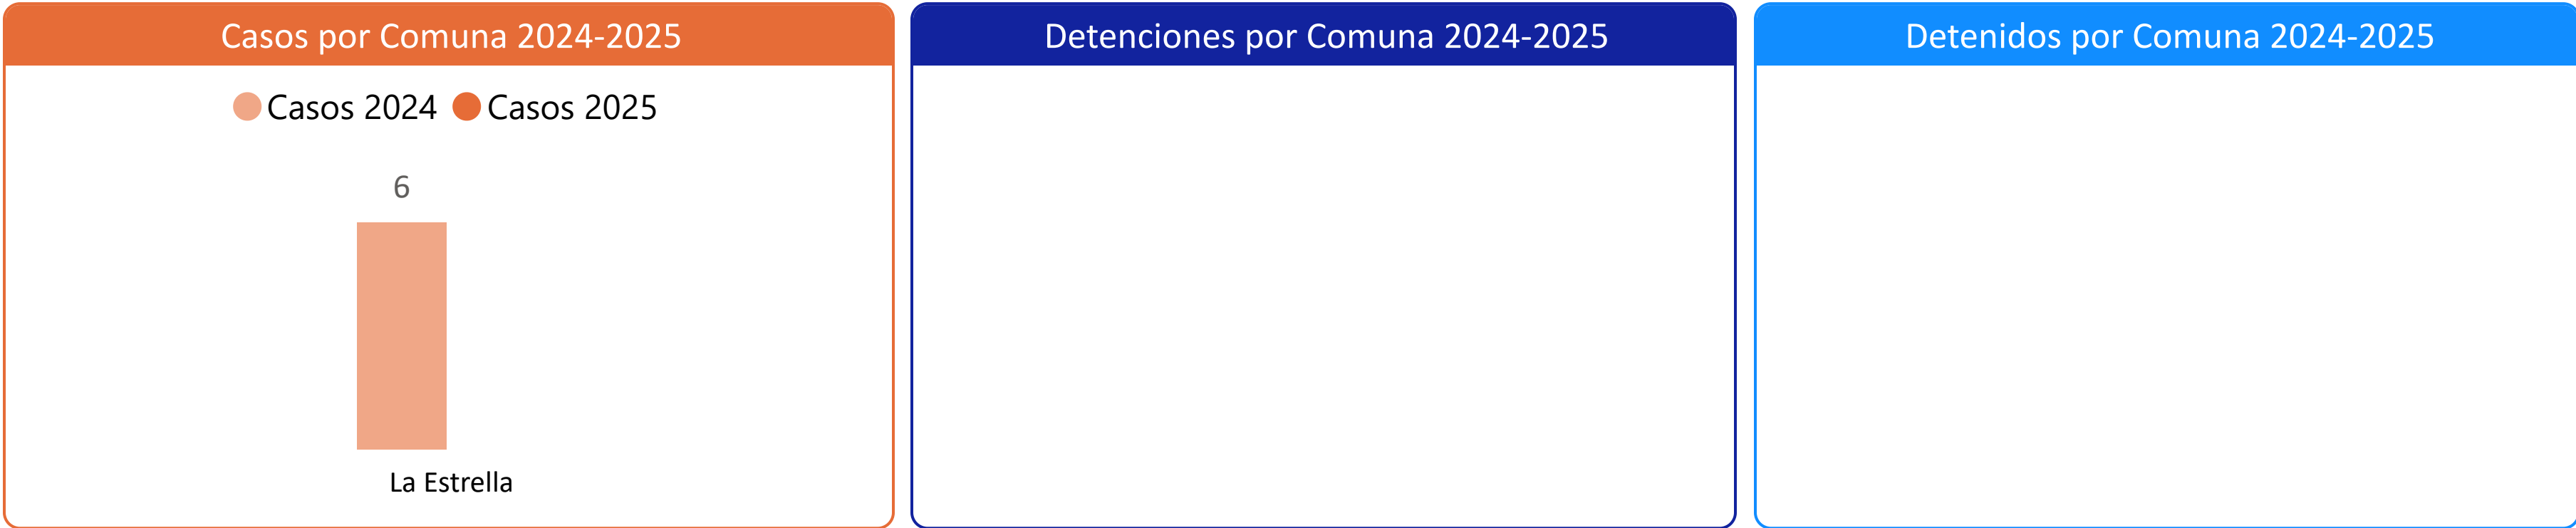 Casos por Comuna 2024-2025
Casos 2024 Casos 2025
6
La Estrella
Detenciones por Comuna 2024-2025
Detenidos por Comuna 2024-2025